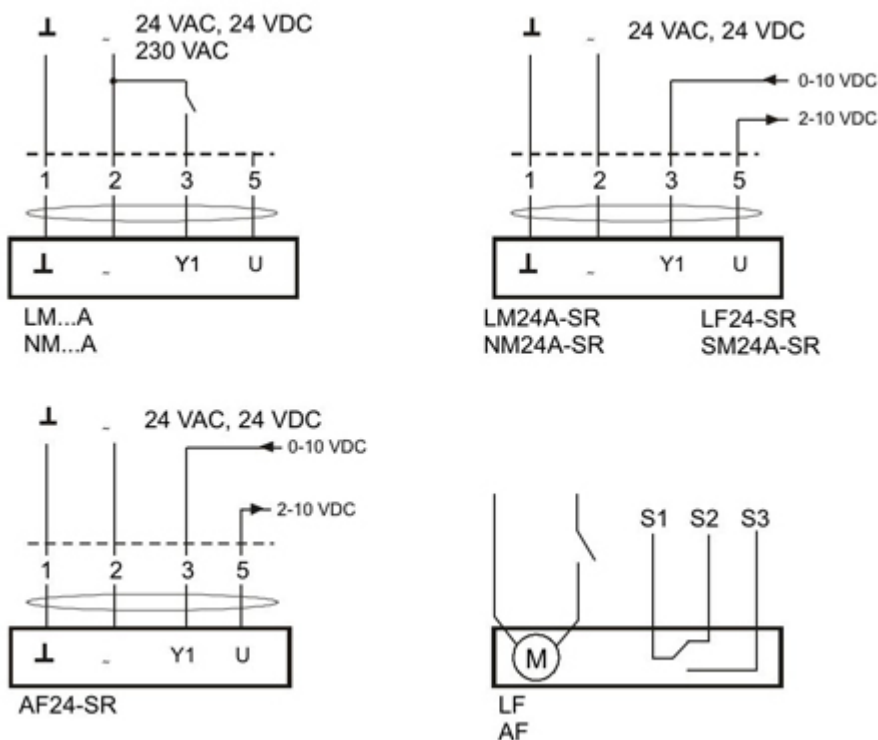 ⊥ ~ 24 VAC, 24 VDC
230 VAC
1 2 3 5
⊥ ~ Y1 U
LM...A
NM...A
⊥ ~ 24 VAC, 24 VDC
0-10 VDC
2-10 VDC
1 2 3 5
⊥ ~ Y1 U
LM24A-SR LF24-SR
NM24A-SR SM24A-SR
⊥ ~ 24 VAC, 24 VDC
0-10 VDC
2-10 VDC
1 2 3 5
⊥ ~ Y1 U
AF24-SR
S1 S2 S3
M
LF
AF